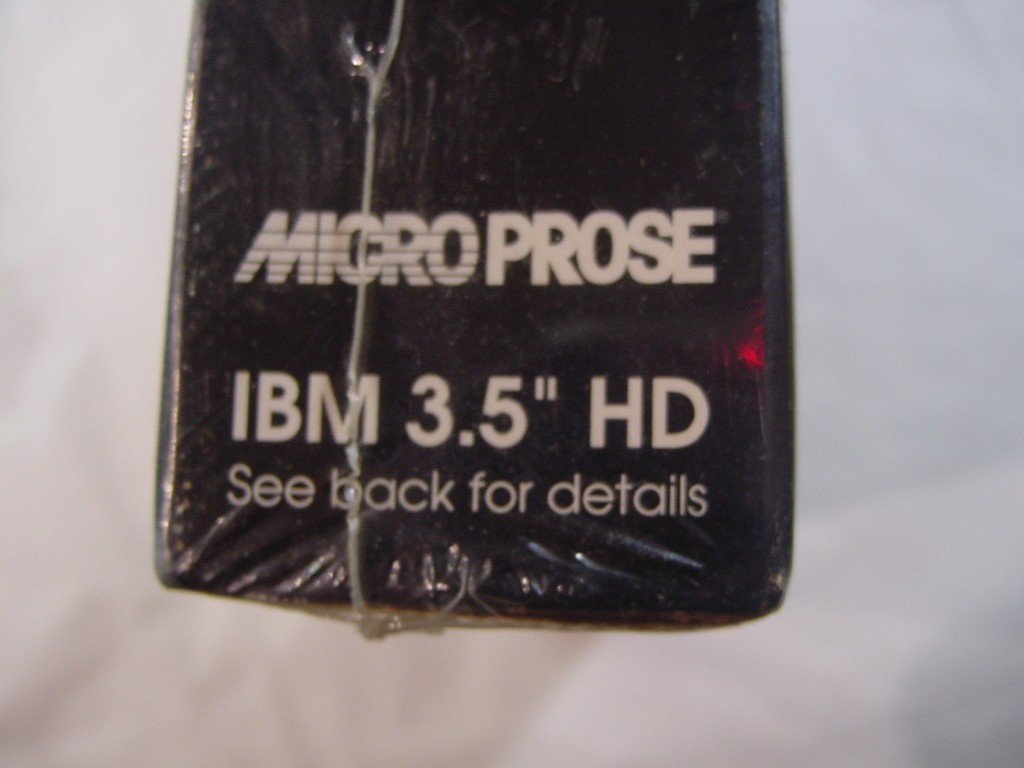 MICROPROSE
IBM 3.5" HD
See back for details